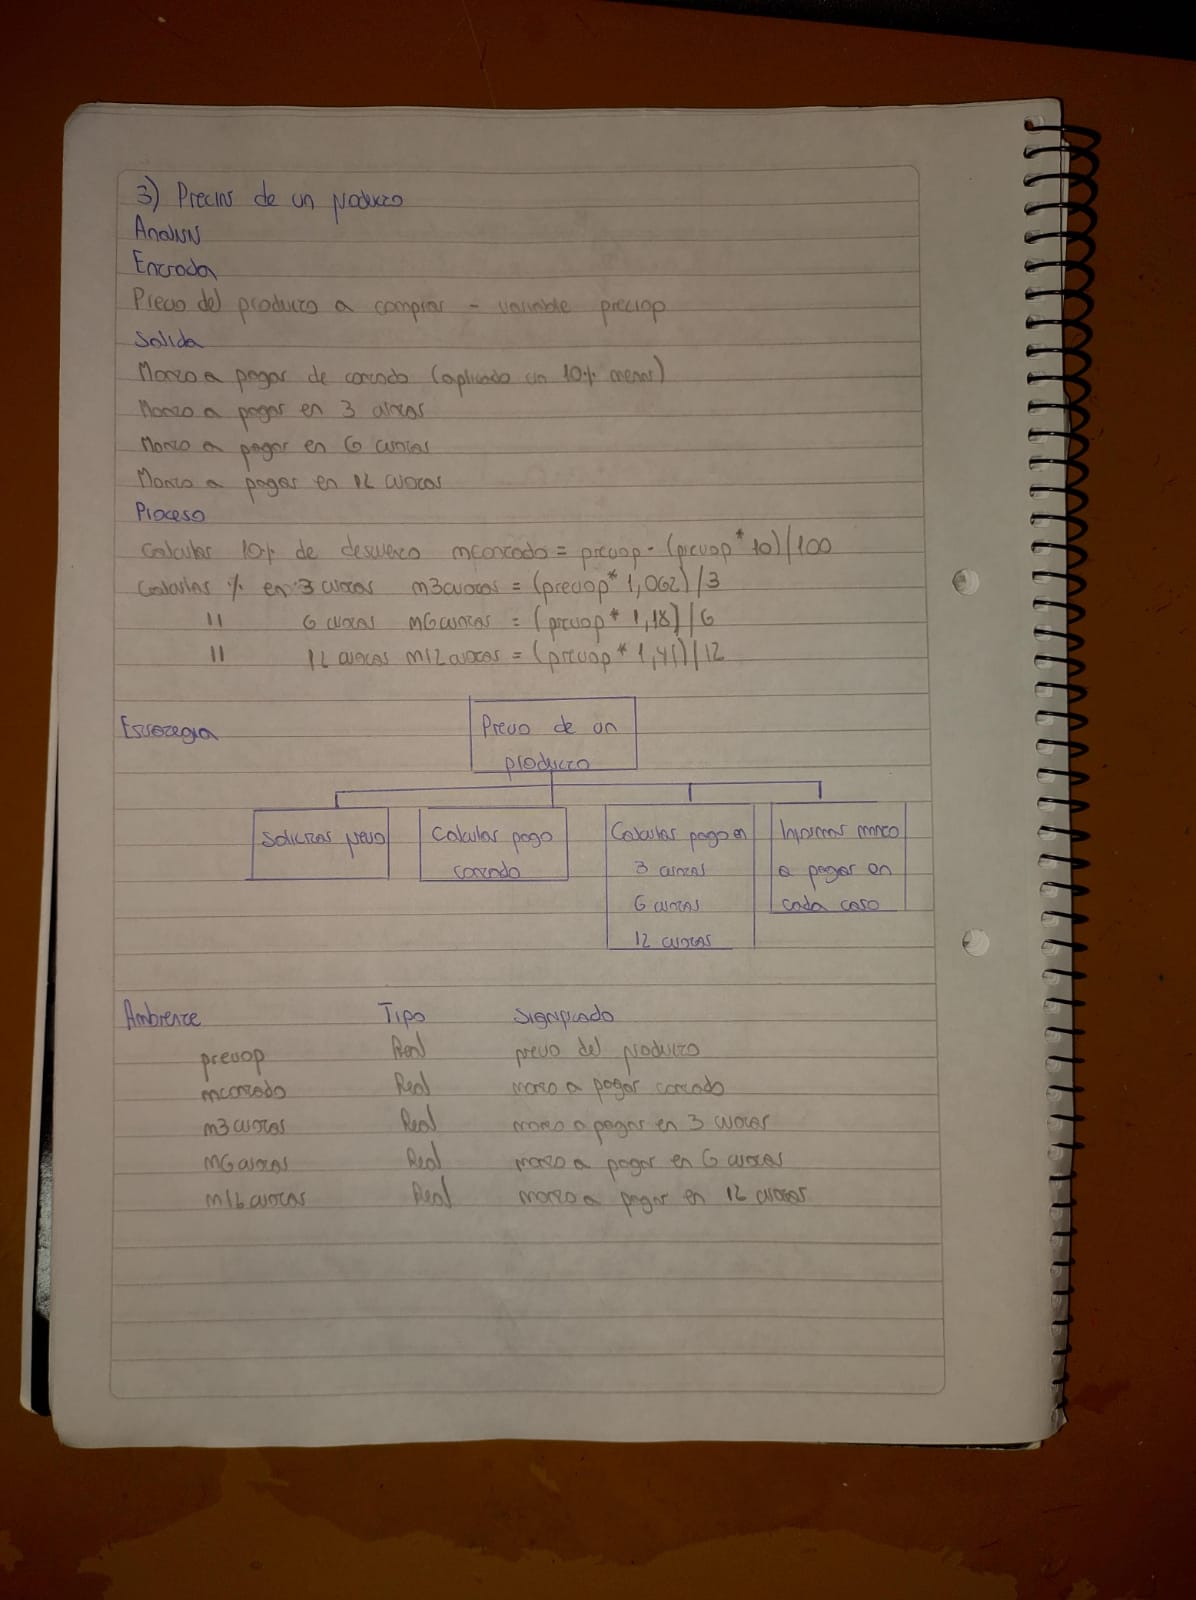 3) Precios de un producto
Analisis
Entrada
Precio del producto a comprar - variable preciop
Salida
Monto a pagar de contado (aplicado un 10% menos)
Monto a pagar en 3 cuotas
Monto a pagar en 6 cuotas
Monto a pagar en 12 cuotas
Proceso
Calcular 10% de descuento mcontado = preciop - (preciop * 10)/100
Calcular % en 3 cuotas m3cuotas = (preciop * 1,062)/3
11 6 cuotas m6cuotas = (preciop * 1,18)/6
11 12 cuotas m12cuotas = (preciop * 1,41)/12
Estrategia
Precio de un
producto
Solicitar precio
Calcular pago
contado
Calcular pago en
3 cuotas
6 cuotas
12 cuotas
Informar monto
a pagar en
cada caso
Ambiente Tipo Significado
preciop Real precio del producto
mcontado Real monto a pagar contado
m3cuotas Real monto a pagar en 3 cuotas
m6cuotas Real monto a pagar en 6 cuotas
m12cuotas Real monto a pagar en 12 cuotas